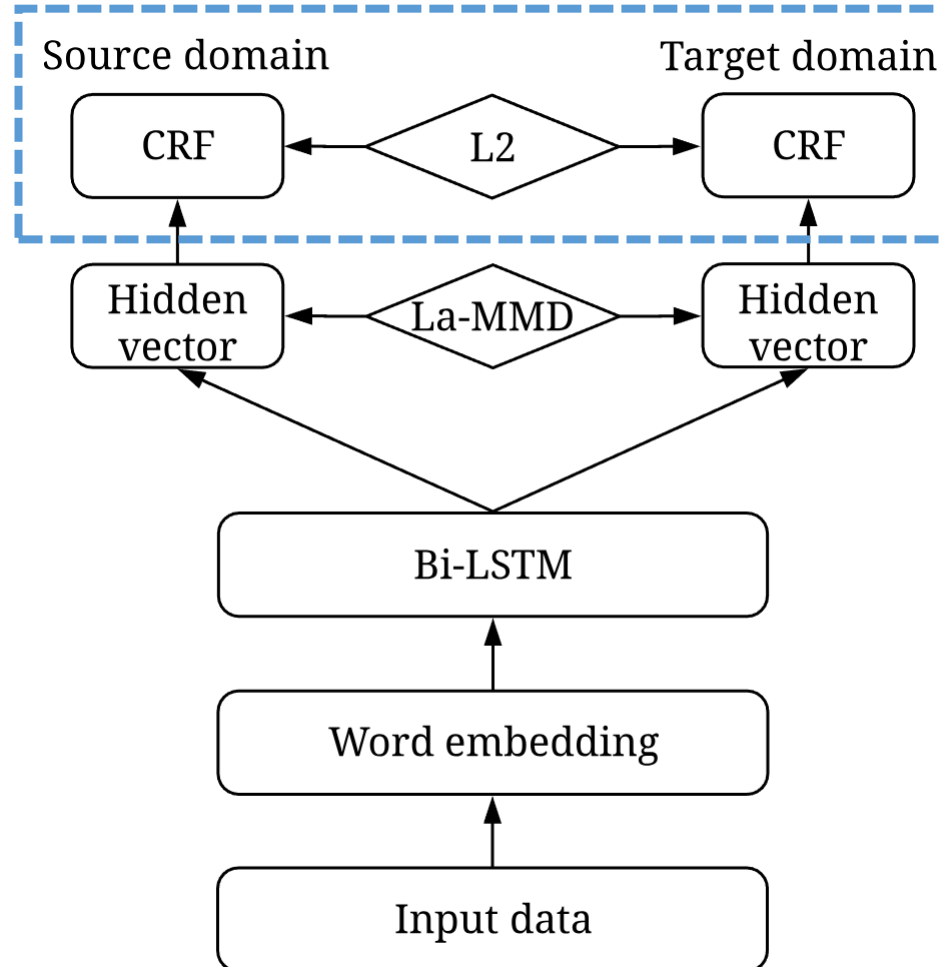 Source domain
Target domain
CRF
L2
CRF
Hidden
vector
La-MMD
Hidden
vector
Bi-LSTM
Word embedding
Input data